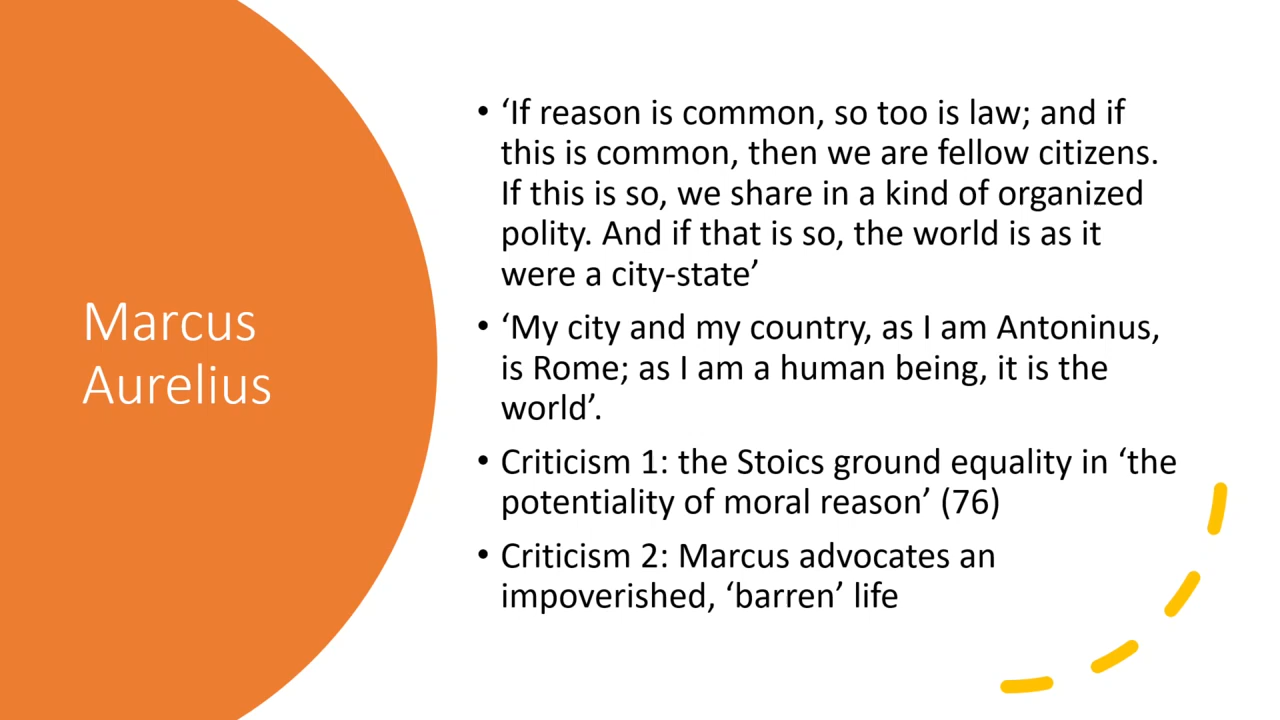 Marcus
Aurelius
• ‘If reason is common, so too is law; and if
this is common, then we are fellow citizens.
If this is so, we share in a kind of organized
polity. And if that is so, the world is as it
were a city-state’
• ‘My city and my country, as I am Antoninus,
is Rome; as I am a human being, it is the
world’.
• Criticism 1: the Stoics ground equality in ‘the
potentiality of moral reason’ (76)
• Criticism 2: Marcus advocates an
impoverished, ‘barren’ life